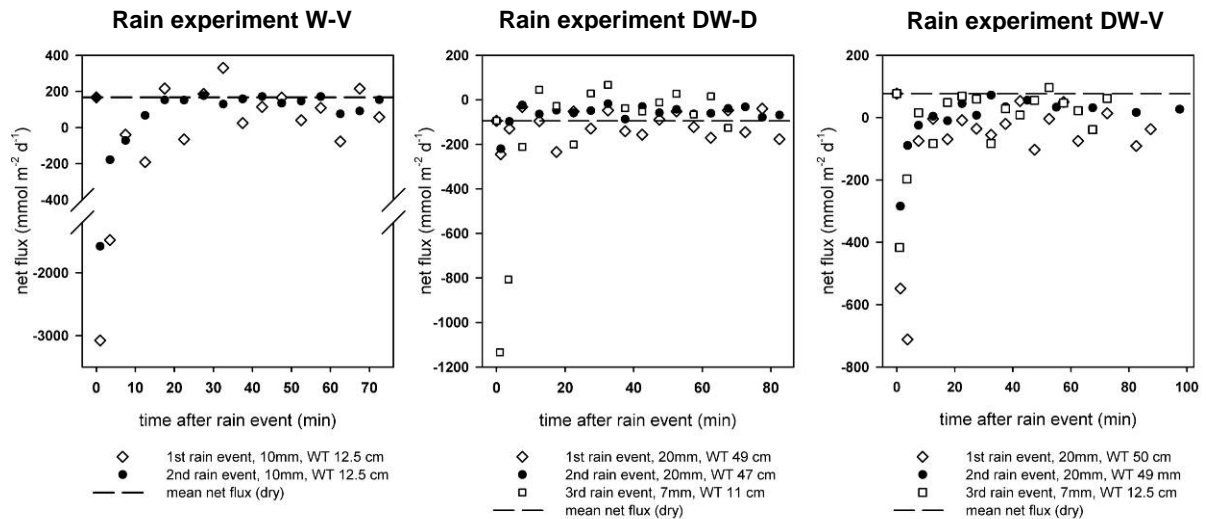 Rain experiment W-V
Rain experiment DW-D
Rain experiment DW-V
net flux (mmol m⁻² d⁻¹)
400
200
0
-200
-400
-2000
-3000
0 10 20 30 40 50 60 70
time after rain event (min)
1st rain event, 10mm, WT 12.5 cm
2nd rain event, 10mm, WT 12.5 cm
mean net flux (dry)
net flux (mmol m⁻² d⁻¹)
200
0
-200
-400
-600
-800
-1000
-1200
0 20 40 60 80
time after rain event (min)
1st rain event, 20mm, WT 49 cm
2nd rain event, 20mm, WT 47 cm
3rd rain event, 7mm, WT 11 cm
mean net flux (dry)
net flux (mmol m⁻² d⁻¹)
200
0
-200
-400
-600
-800
0 20 40 60 80 100
time after rain event (min)
1st rain event, 20mm, WT 50 cm
2nd rain event, 20mm, WT 49 mm
3rd rain event, 7mm, WT 12.5 cm
mean net flux (dry)